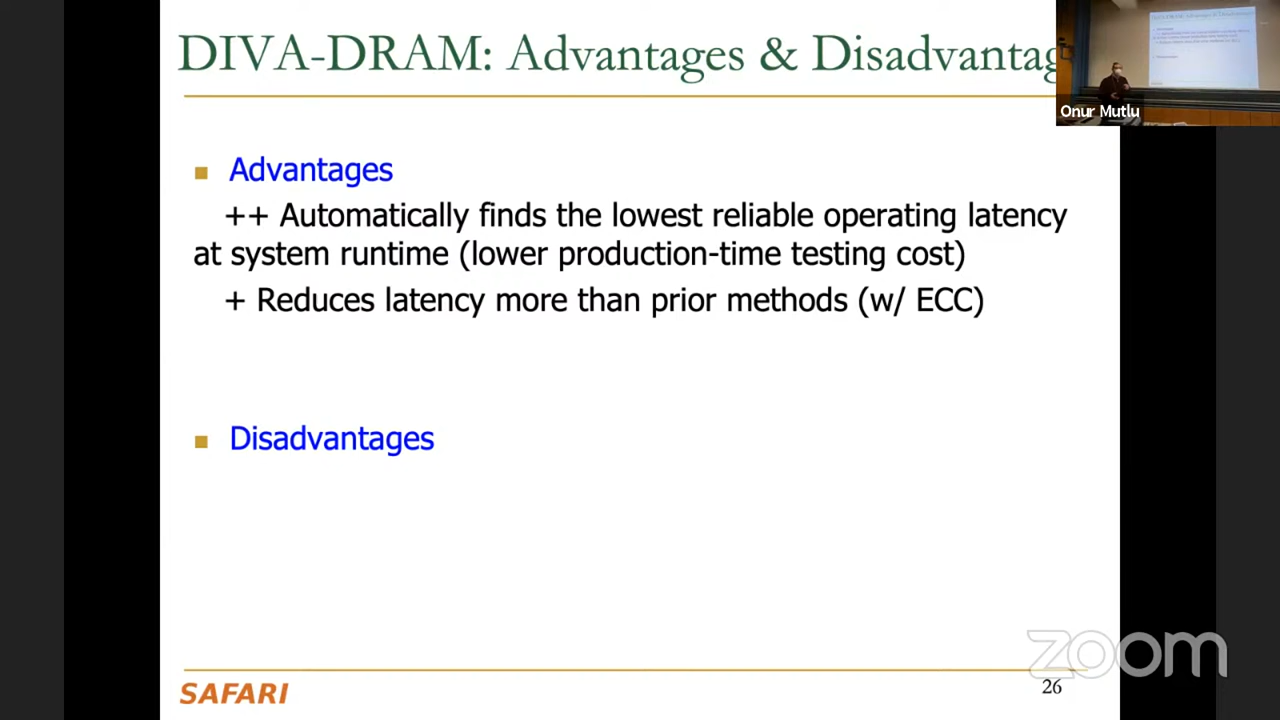 DIVA-DRAM: Advantages & Disadvantag
Onur Mutlu
Advantages
++ Automatically finds the lowest reliable operating latency
at system runtime (lower production-time testing cost)
+ Reduces latency more than prior methods (w/ ECC)
Disadvantages
SAFARI
26
zoom